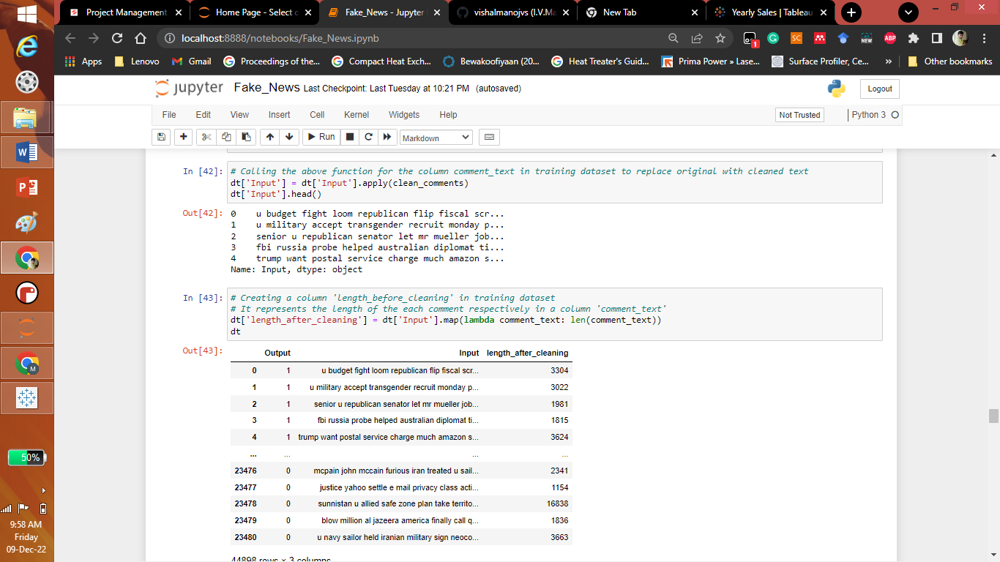 Project Management
Home Page - Select o
Fake_News - Jupyter
vishalmanojvs (I.V.Ma
New Tab
Yearly Sales | Tableau
localhost:8888/notebooks/Fake_News.ipynb
1
SC
NEW
ABP
Apps
Lenovo
Gmail
Proceedings of the...
Compact Heat Exch...
Bewakoofiyaan (20...
Heat Treater's Guid...
Prima Power » Lase...
Surface Profiler, Ce...
»
Other bookmarks
jupyter Fake_News Last Checkpoint: Last Tuesday at 10:21 PM (autosaved)
Logout
File Edit View Insert Cell Kernel Widgets Help
Not Trusted
Python 3
Run
Markdown
In [42]: # Calling the above function for the column comment_text in training dataset to replace original with cleaned text
dt['Input'] = dt['Input'].apply(clean_comments)
dt['Input'].head()
Out[42]: 0 u budget fight loom republican flip fiscal scr...
1 u military accept transgender recruit monday p...
2 senior u republican senator let mr mueller job...
3 fbi russia probe helped australian diplomat ti...
4 trump want postal service charge much amazon s...
Name: Input, dtype: object
In [43]: # Creating a column 'length_before_cleaning' in training dataset
# It represents the length of the each comment respectively in a column 'comment_text'
dt['length_after_cleaning'] = dt['Input'].map(lambda comment_text: len(comment_text))
dt
Out[43]:
Output Input length_after_cleaning
0 1 u budget fight loom republican flip fiscal scr... 3304
1 1 u military accept transgender recruit monday p... 3022
2 1 senior u republican senator let mr mueller job... 1981
3 1 fbi russia probe helped australian diplomat ti... 1815
4 1 trump want postal service charge much amazon s... 3624
... ... ... ...
23476 0 mcpain john mccain furious iran treated u sail... 2341
23477 0 justice yahoo settle e mail privacy class acti... 1154
23478 0 sunnistan u allied safe zone plan take territo... 16838
23479 0 blow million al jazeera america finally call q... 1836
23480 0 u navy sailor held iranian military sign neoco... 3663
44898 rows × 3 columns
50%
9:58 AM
Friday
09-Dec-22